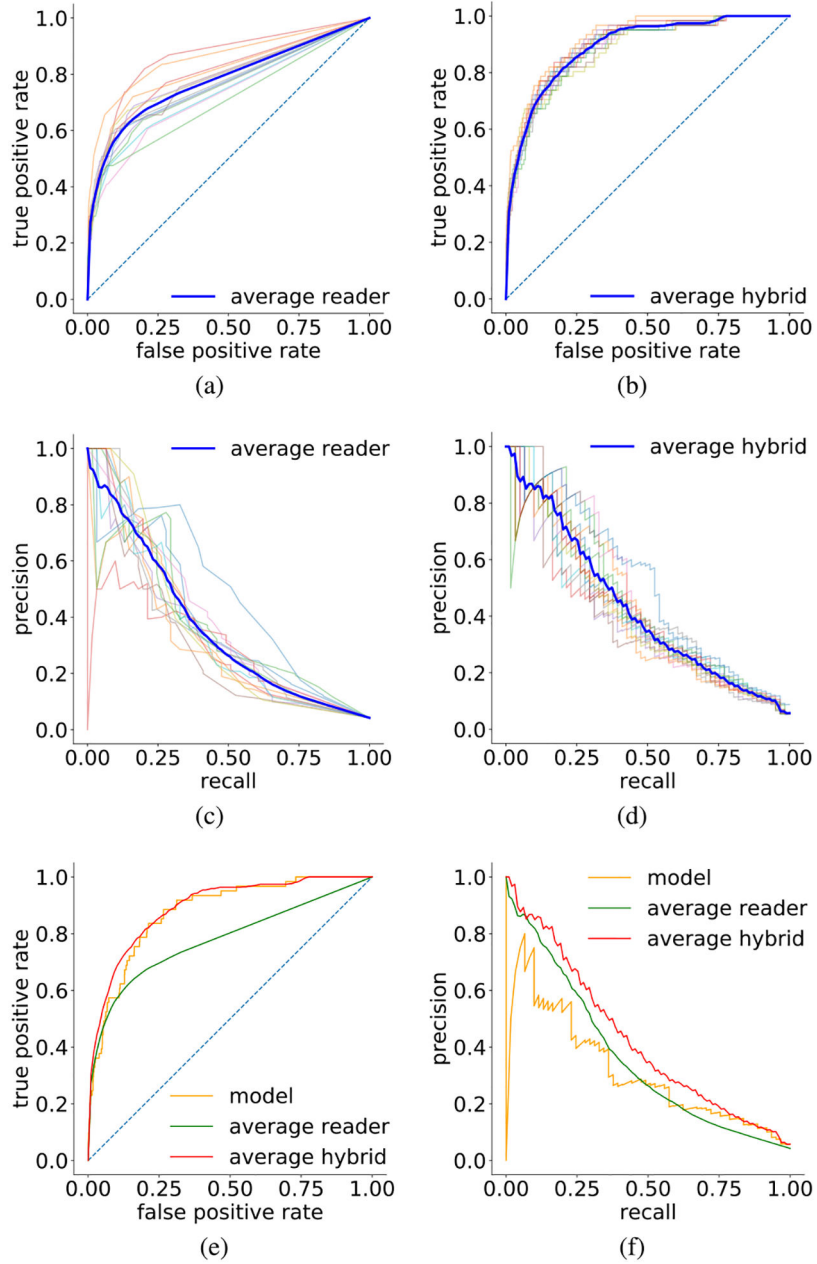 1.0
0.8
0.6
0.4
0.2
0.0
true positive rate
average reader
0.00 0.25 0.50 0.75 1.00
false positive rate
(a)
1.0
0.8
0.6
0.4
0.2
0.0
true positive rate
average hybrid
0.00 0.25 0.50 0.75 1.00
false positive rate
(b)
1.0
0.8
0.6
0.4
0.2
0.0
precision
average reader
0.00 0.25 0.50 0.75 1.00
recall
(c)
1.0
0.8
0.6
0.4
0.2
0.0
precision
average hybrid
0.00 0.25 0.50 0.75 1.00
recall
(d)
1.0
0.8
0.6
0.4
0.2
0.0
true positive rate
model
average reader
average hybrid
0.00 0.25 0.50 0.75 1.00
false positive rate
(e)
1.0
0.8
0.6
0.4
0.2
0.0
precision
model
average reader
average hybrid
0.00 0.25 0.50 0.75 1.00
recall
(f)